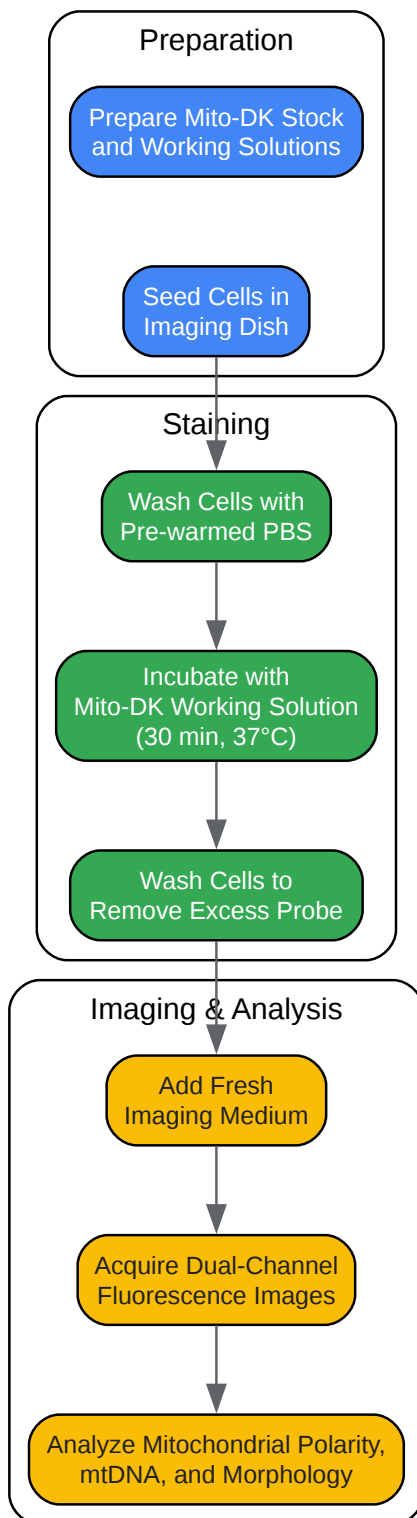 Preparation
Prepare Mito-DK Stock
and Working Solutions
Seed Cells in
Imaging Dish
Staining
Wash Cells with
Pre-warmed PBS
Incubate with
Mito-DK Working Solution
(30 min, 37°C)
Wash Cells to
Remove Excess Probe
Imaging & Analysis
Add Fresh
Imaging Medium
Acquire Dual-Channel
Fluorescence Images
Analyze Mitochondrial Polarity,
mtDNA, and Morphology